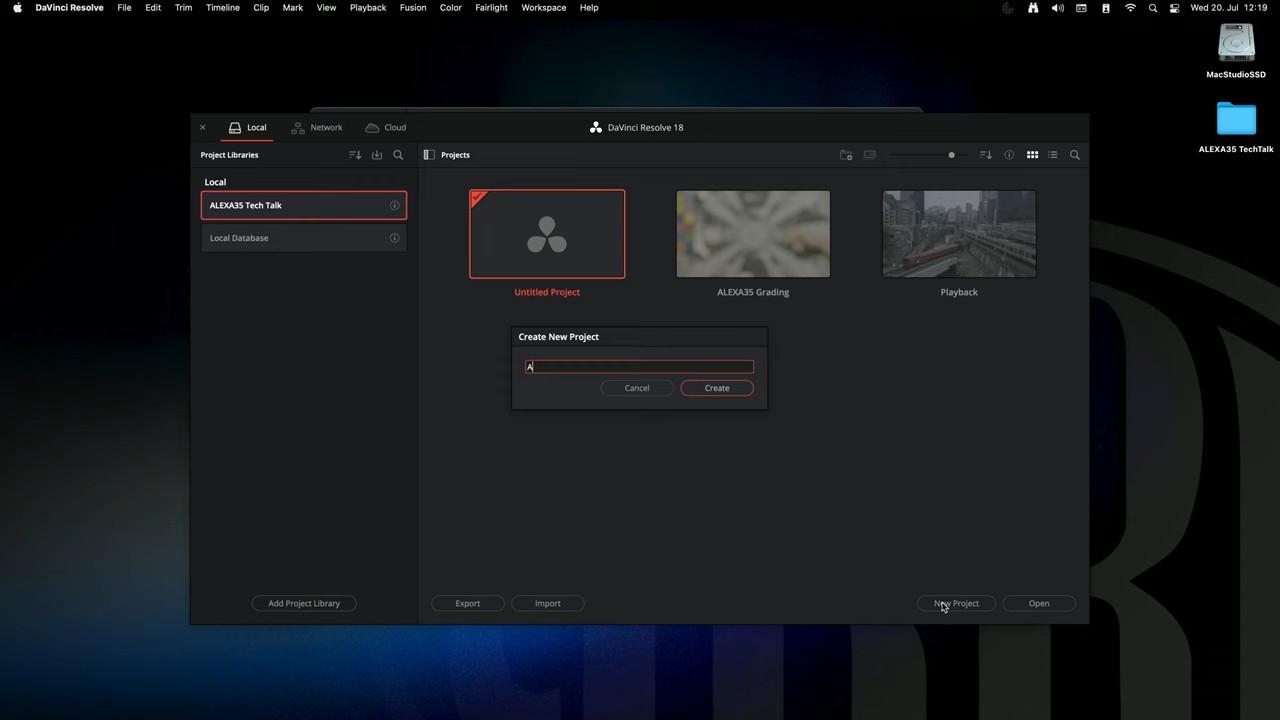 DaVinci Resolve File Edit Trim Timeline Clip Mark View Playback Fusion Color Fairlight Workspace Help Wed 20. Jul 12:19
MacStudioSSD
ALEXA35 TechTalk
Local Network Cloud DaVinci Resolve 18
Project Libraries Projects
Local
ALEXA35 Tech Talk
Local Database
Untitled Project ALEXA35 Grading Playback
Create New Project
A
Cancel Create
Add Project Library Export Import New Project Open